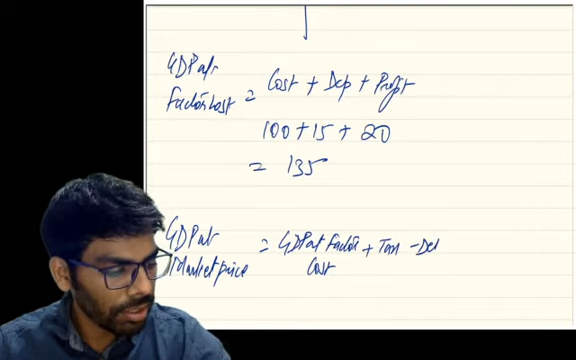 GDP at
Factor Cost = Cost + Dep + Profit
100 + 15 + 20
= 135
GDP at
Market price = GDP at Factor + Tax - De
Cost